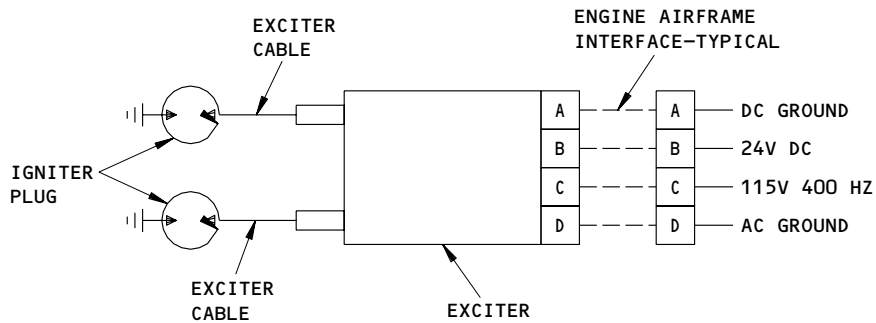 EXCITER
CABLE
ENGINE AIRFRAME
INTERFACE-TYPICAL
A
A
DC GROUND
B
B
24V DC
IGNITER
PLUG
C
C
115V 400 HZ
D
D
AC GROUND
EXCITER
CABLE
EXCITER